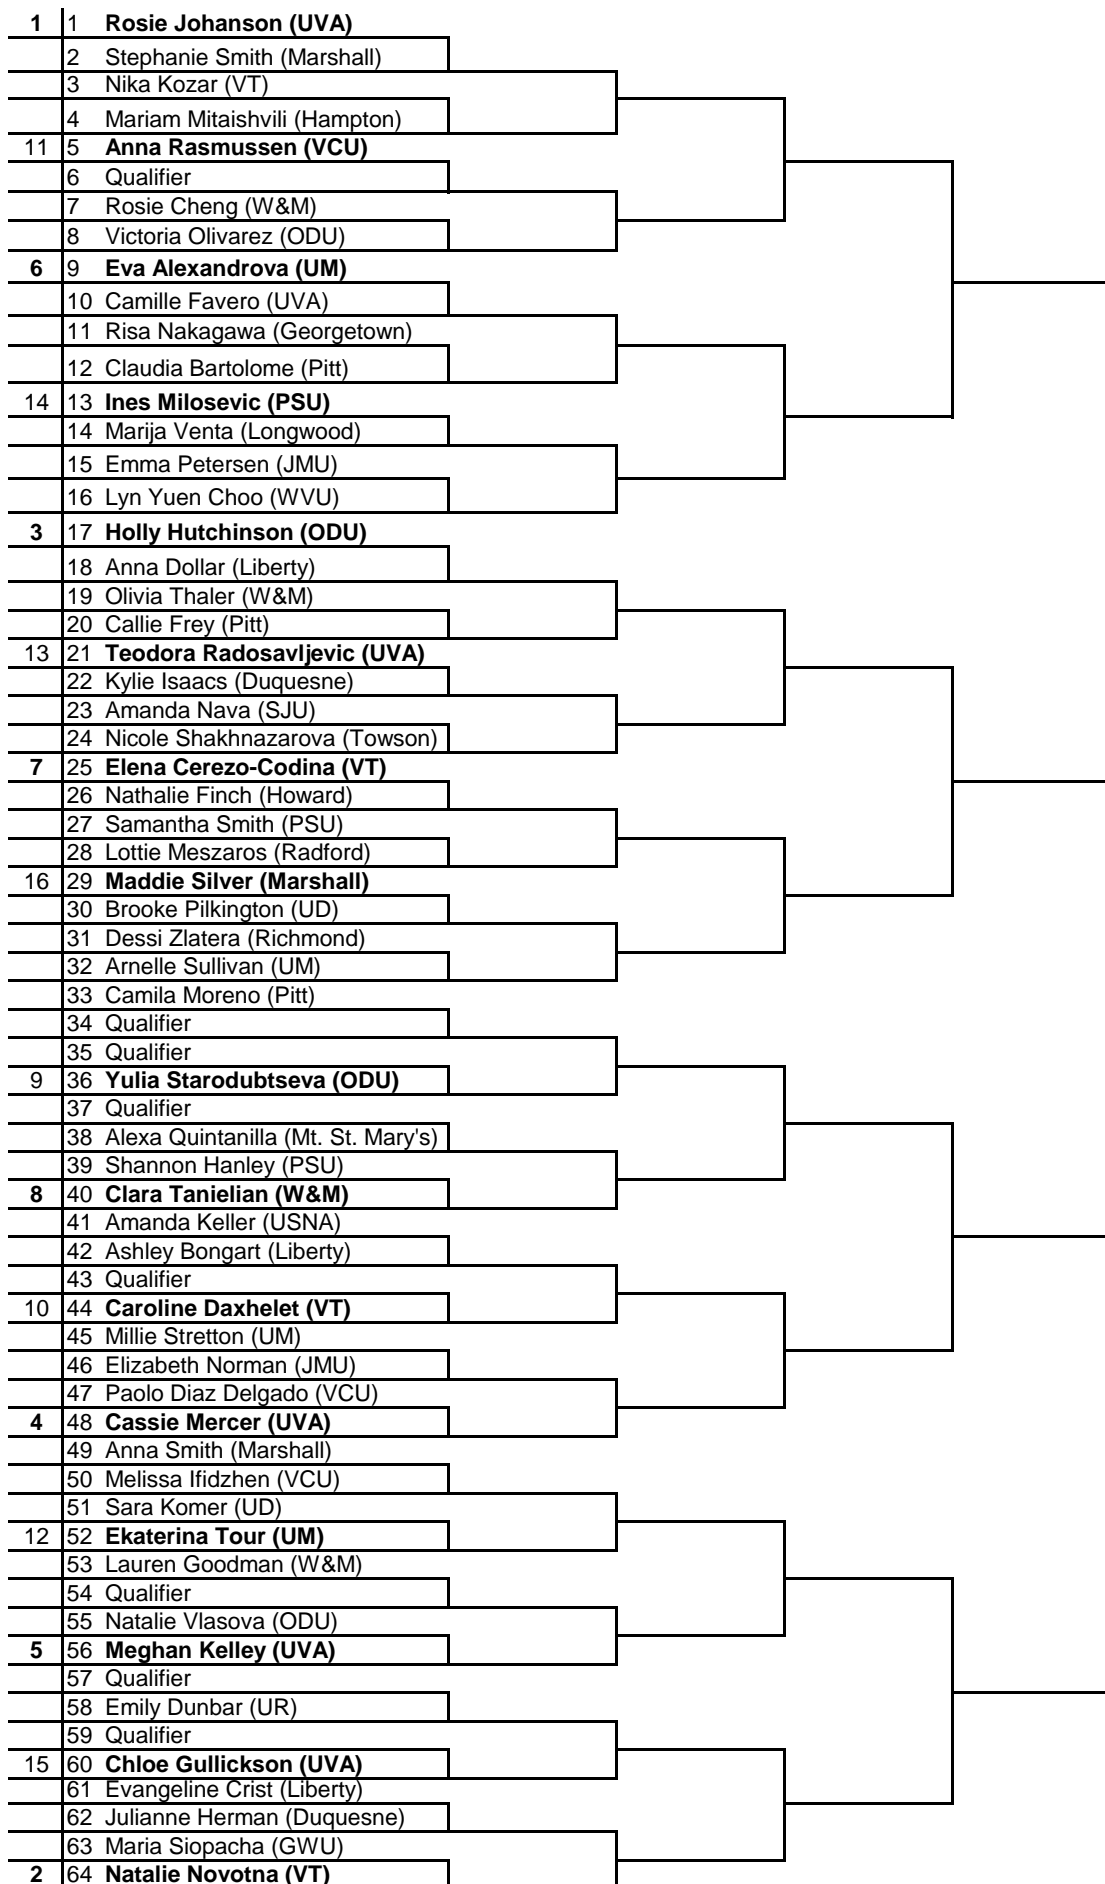 1 1 Rosie Johanson (UVA)
2 Stephanie Smith (Marshall)
3 Nika Kozar (VT)
4 Mariam Mitaishvili (Hampton)
11 5 Anna Rasmussen (VCU)
6 Qualifier
7 Rosie Cheng (W&M)
8 Victoria Olivarez (ODU)
6 9 Eva Alexandrova (UM)
10 Camille Favero (UVA)
11 Risa Nakagawa (Georgetown)
12 Claudia Bartolome (Pitt)
14 13 Ines Milosevic (PSU)
14 Marija Venta (Longwood)
15 Emma Petersen (JMU)
16 Lyn Yuen Choo (WVU)
3 17 Holly Hutchinson (ODU)
18 Anna Dollar (Liberty)
19 Olivia Thaler (W&M)
20 Callie Frey (Pitt)
13 21 Teodora Radosavljevic (UVA)
22 Kylie Isaacs (Duquesne)
23 Amanda Nava (SJU)
24 Nicole Shakhnazarova (Towson)
7 25 Elena Cerezo-Codina (VT)
26 Nathalie Finch (Howard)
27 Samantha Smith (PSU)
28 Lottie Meszaros (Radford)
16 29 Maddie Silver (Marshall)
30 Brooke Pilkington (UD)
31 Dessi Zlatera (Richmond)
32 Arnelle Sullivan (UM)
33 Camila Moreno (Pitt)
34 Qualifier
35 Qualifier
9 36 Yulia Starodubtseva (ODU)
37 Qualifier
38 Alexa Quintanilla (Mt. St. Mary's)
39 Shannon Hanley (PSU)
8 40 Clara Tanielian (W&M)
41 Amanda Keller (USNA)
42 Ashley Bongart (Liberty)
43 Qualifier
10 44 Caroline Daxhelet (VT)
45 Millie Stretton (UM)
46 Elizabeth Norman (JMU)
47 Paolo Diaz Delgado (VCU)
4 48 Cassie Mercer (UVA)
49 Anna Smith (Marshall)
50 Melissa Ifidzhen (VCU)
51 Sara Komer (UD)
12 52 Ekaterina Tour (UM)
53 Lauren Goodman (W&M)
54 Qualifier
55 Natalie Vlasova (ODU)
5 56 Meghan Kelley (UVA)
57 Qualifier
58 Emily Dunbar (UR)
59 Qualifier
15 60 Chloe Gullickson (UVA)
61 Evangeline Crist (Liberty)
62 Julianne Herman (Duquesne)
63 Maria Siopacha (GWU)
2 64 Natalie Novotna (VT)